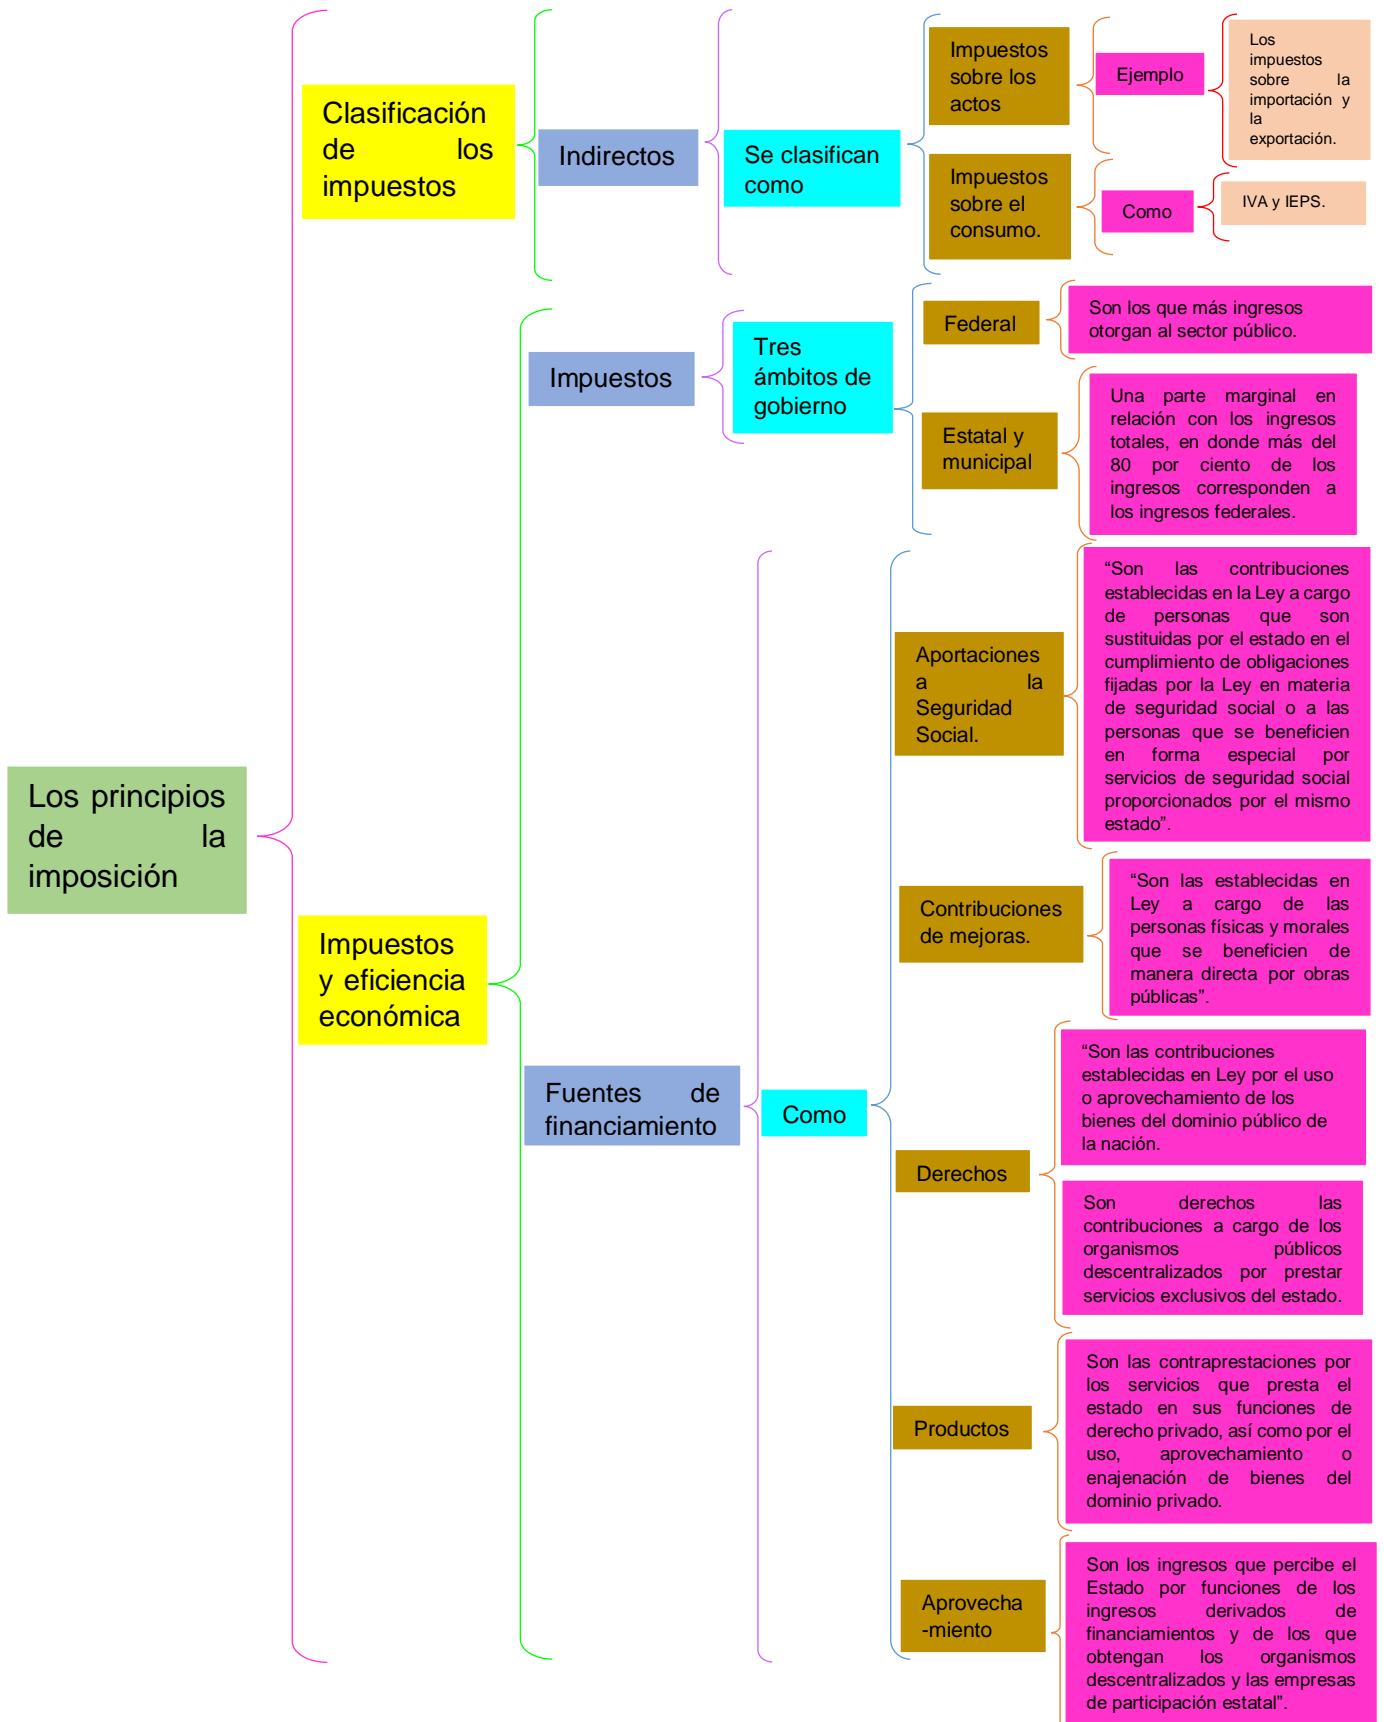 Los principios
de la
imposición
Clasificación
de los
impuestos
Indirectos
Se clasifican
como
Impuestos
sobre los
actos
Ejemplo
Los
impuestos
sobre la
importación y
la
exportación.
Impuestos
sobre el
consumo.
Como
IVA y IEPS.
Impuestos
y eficiencia
económica
Impuestos
Tres
ámbitos de
gobierno
Federal
Son los que más ingresos
otorgan al sector público.
Estatal y
municipal
Una parte marginal en
relación con los ingresos
totales, en donde más del
80 por ciento de los
ingresos corresponden a
los ingresos federales.
Fuentes de
financiamiento
Como
Aportaciones
a la
Seguridad
Social.
“Son las contribuciones
establecidas en la Ley a cargo
de personas que son
sustituidas por el estado en el
cumplimiento de obligaciones
fijadas por la Ley en materia
de seguridad social o a las
personas que se beneficien
en forma especial por
servicios de seguridad social
proporcionados por el mismo
estado”.
Contribuciones
de mejoras.
“Son las establecidas en
Ley a cargo de las
personas físicas y morales
que se beneficien de
manera directa por obras
públicas”.
Derechos
“Son las contribuciones
establecidas en Ley por el uso
o aprovechamiento de los
bienes del dominio público de
la nación.
Son derechos las
contribuciones a cargo de los
organismos públicos
descentralizados por prestar
servicios exclusivos del estado.
Productos
Son las contraprestaciones por
los servicios que presta el
estado en sus funciones de
derecho privado, así como por el
uso, aprovechamiento o
enajenación de bienes del
dominio privado.
Aprovecha
-miento
Son los ingresos que percibe el
Estado por funciones de los
ingresos derivados de
financiamientos y de los que
obtengan los organismos
descentralizados y las empresas
de participación estatal”.